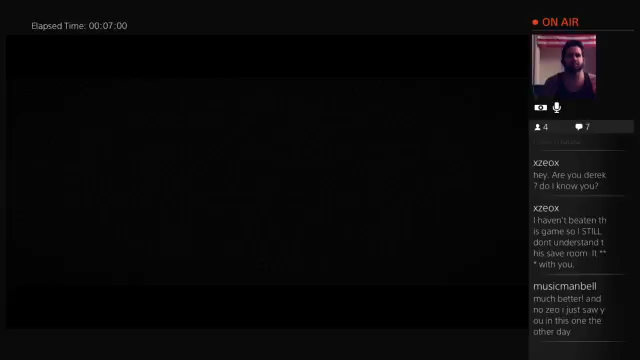 Elapsed Time: 00:07:00
ON AIR
4
7
xzeox
hey. Are you derek
? do I know you?
xzeox
I haven't beaten th
is game so I STILL
dont understand t
his save room. It **
* with you.
musicmanbell
much better! and
no zeo i just saw y
ou in this one the
other day